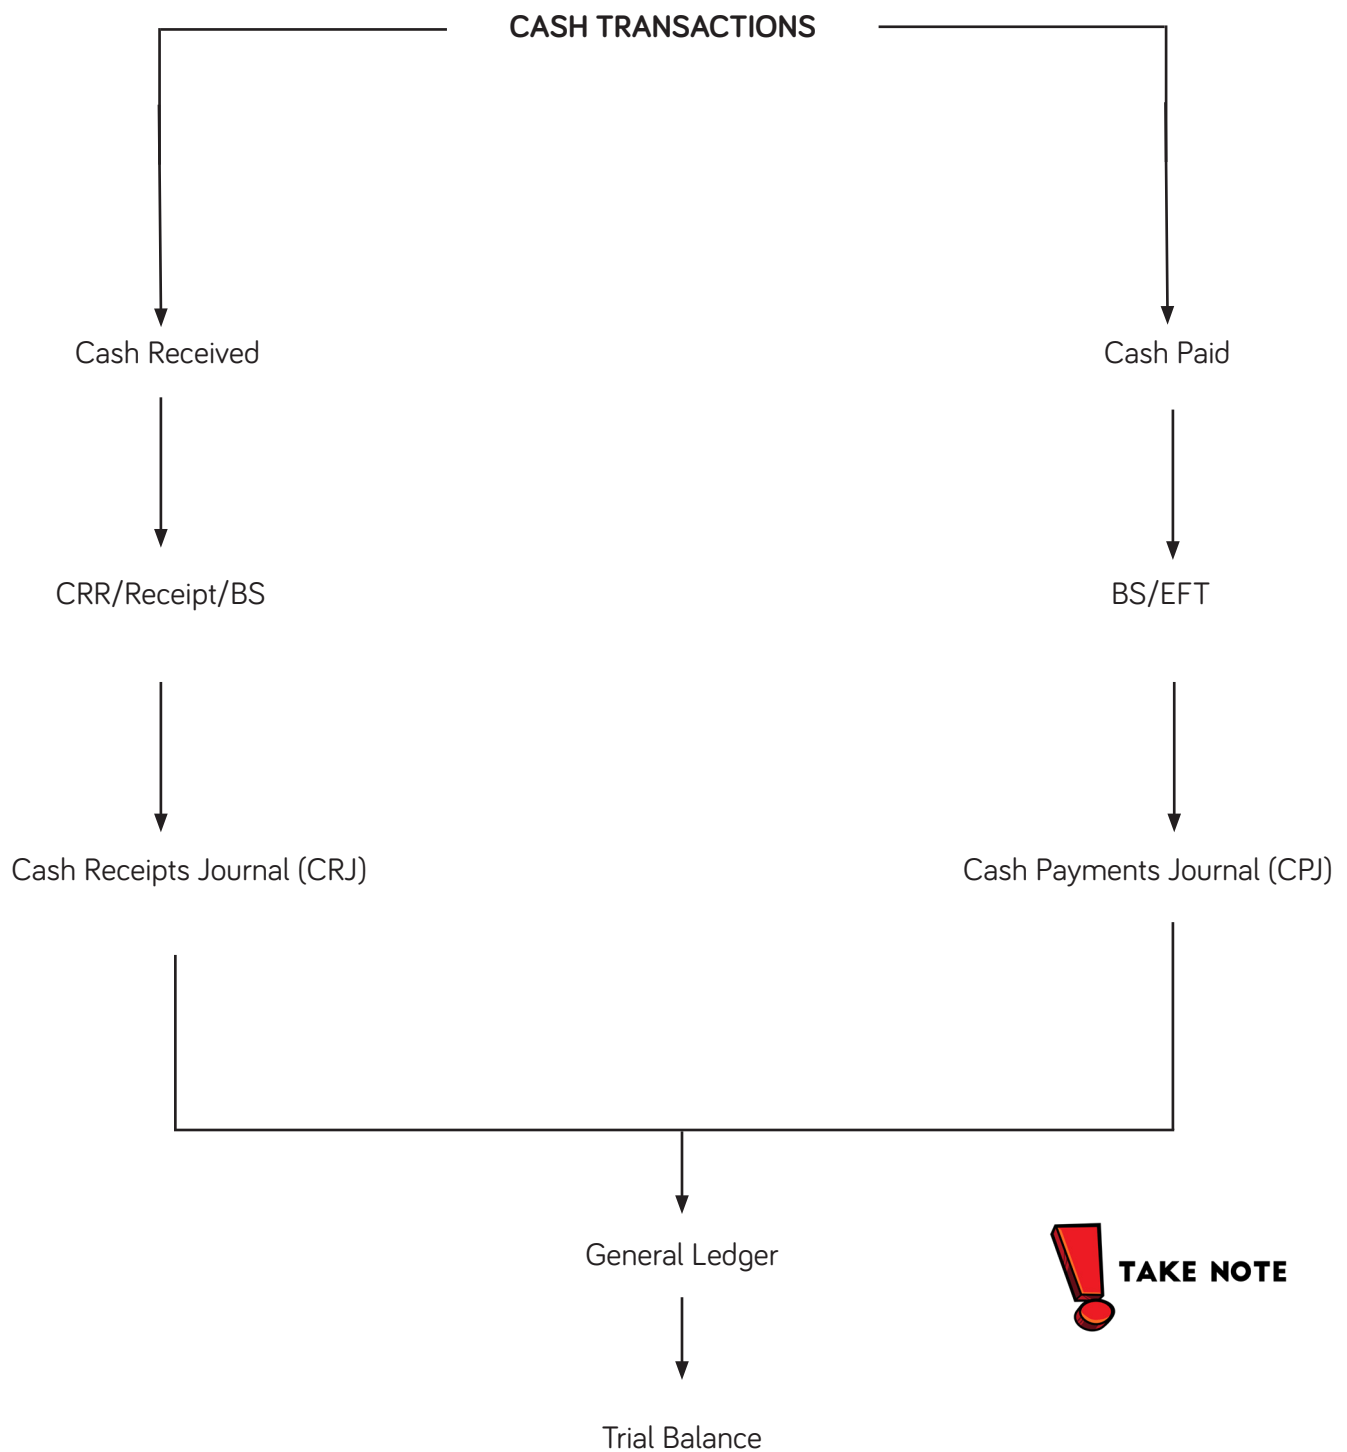 CASH TRANSACTIONS
Cash Received
Cash Paid
CRR/Receipt/BS
BS/EFT
Cash Receipts Journal (CRJ)
Cash Payments Journal (CPJ)
General Ledger
TAKE NOTE
Trial Balance